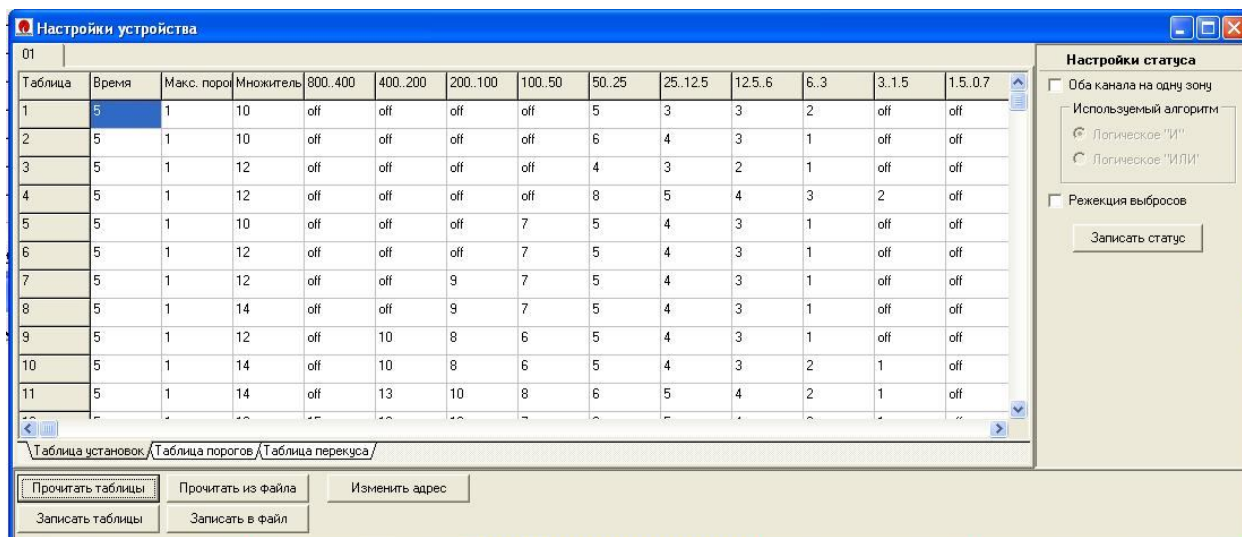 Настройки устройства
01
Таблица Время Макс. порог Множитель 800..400 400..200 200..100 100..50 50..25 25..12.5 12.5..6 6..3 3..1.5 1.5..0.7
1 5 1 10 off off off off 5 3 3 2 off off
2 5 1 10 off off off off 6 4 3 1 off off
3 5 1 12 off off off off 4 3 2 1 off off
4 5 1 12 off off off off 8 5 4 3 2 off
5 5 1 10 off off off 7 5 4 3 1 off off
6 5 1 12 off off off 7 5 4 3 1 off off
7 5 1 12 off off 9 7 5 4 3 1 off off
8 5 1 14 off off 9 7 5 4 3 1 off off
9 5 1 12 off 10 8 6 5 4 3 1 off off
10 5 1 14 off 10 8 6 5 4 3 2 1 off
11 5 1 14 off 13 10 8 6 5 4 2 1 off
Таблица установок Таблица порогов Таблица перекуса
Прочитать таблицы Прочитать из файла Изменить адрес
Записать таблицы Записать в файл
Настройки статуса
Оба канала на одну зону
Используемый алгоритм
Логическое "И"
Логическое "ИЛИ"
Режекция выбросов
Записать статус